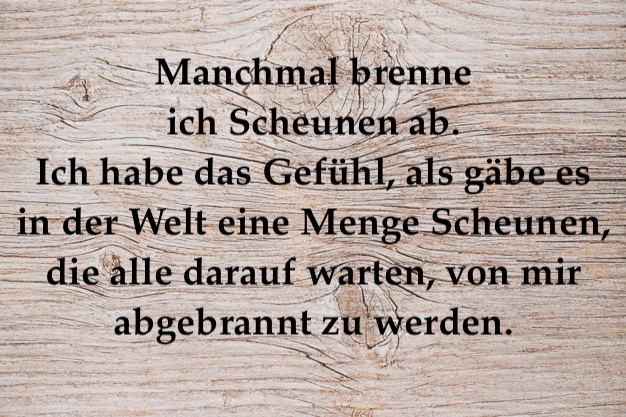 Manchmal brenne
ich Scheunen ab.
Ich habe das Gefühl, als gäbe es
in der Welt eine Menge Scheunen,
die alle darauf warten, von mir
abgebrannt zu werden.